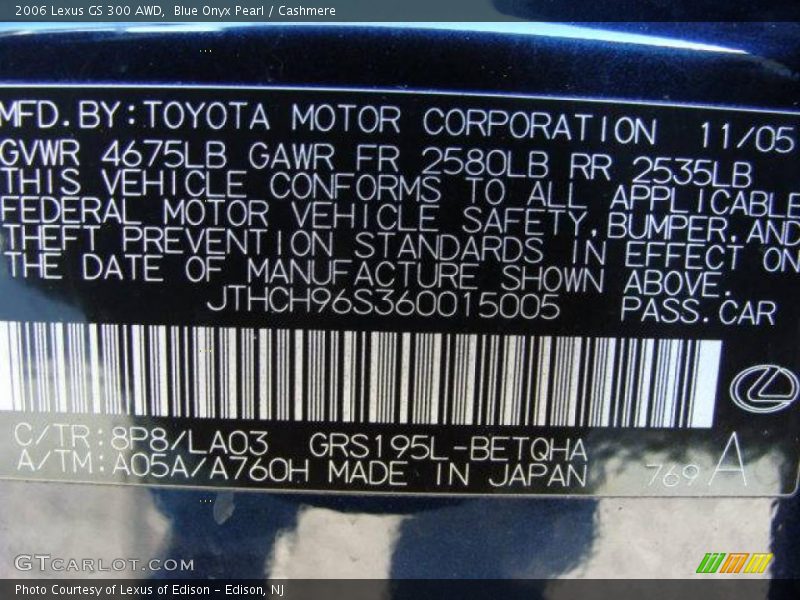 2006 Lexus GS 300 AWD,  Blue Onyx Pearl / Cashmere
MFD.BY:TOYOTA MOTOR CORPORATION 11/05
GVWR 4675LB GAWR FR 2580LB RR 2535LB
THIS VEHICLE CONFORMS TO ALL APPLICABLE
FEDERAL MOTOR VEHICLE SAFETY,BUMPER,AND
THEFT PREVENTION STANDARDS IN EFFECT ON
THE DATE OF MANUFACTURE SHOWN ABOVE.
JTHCH96S360015005 PASS.CAR
C/TR:8P8/LA03 GRS195L-BETQHA
A/TM:A05A/A760H MADE IN JAPAN 769 A
GTCARLOT.COM
Photo Courtesy of Lexus of Edison - Edison, NJ